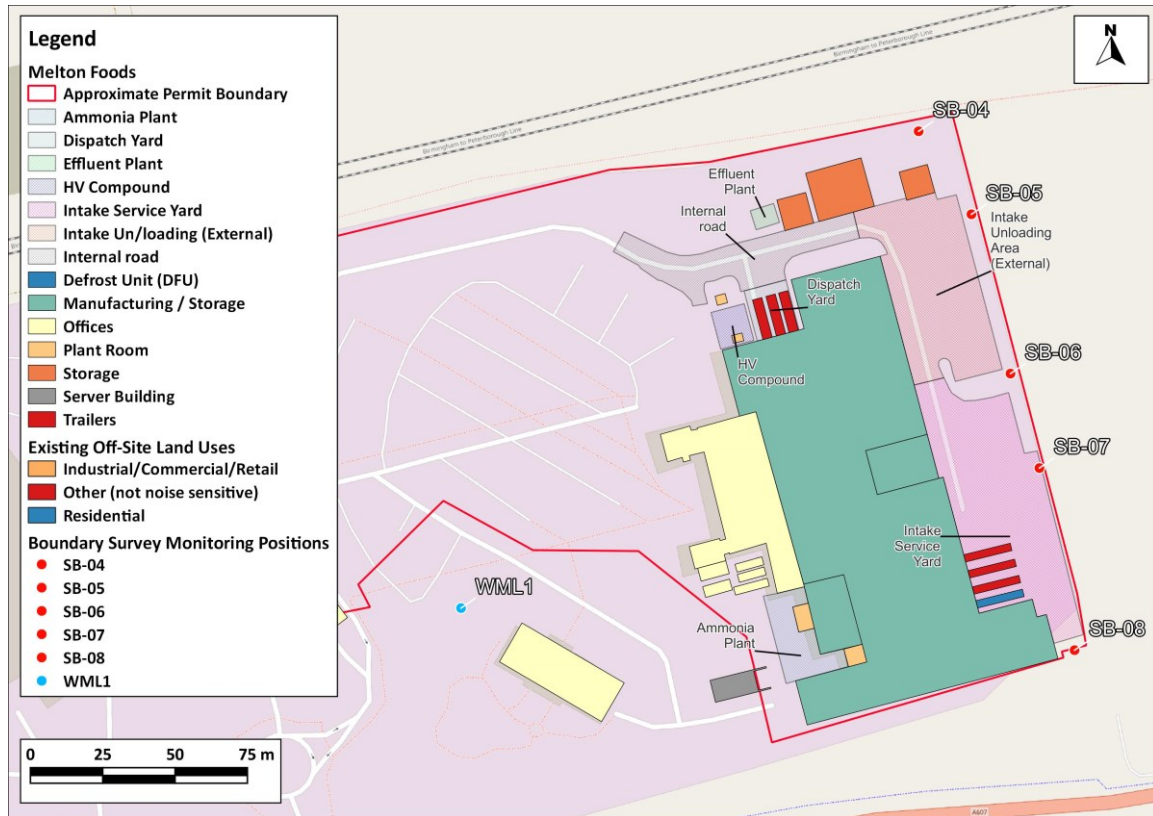 Legend
Melton Foods
Approximate Permit Boundary
Ammonia Plant
Dispatch Yard
Effluent Plant
HV Compound
Intake Service Yard
Intake Un/loading (External)
Internal road
Defrost Unit (DFU)
Manufacturing / Storage
Offices
Plant Room
Storage
Server Building
Trailers
Existing Off-Site Land Uses
Industrial/Commercial/Retail
Other (not noise sensitive)
Residential
Boundary Survey Monitoring Positions
SB-04
SB-05
SB-06
SB-07
SB-08
WML1
0 25 50 75 m
N
Birmingham to Peterborough Line
Birmingham to Peterborough Line
SB-04
Effluent
Plant
Internal
road
SB-05
Intake
Unloading
Area
(External)
Dispatch
Yard
HV
Compound
SB-06
SB-07
Intake
Service
Yard
WML1
Ammonia
Plant
SB-08
A607